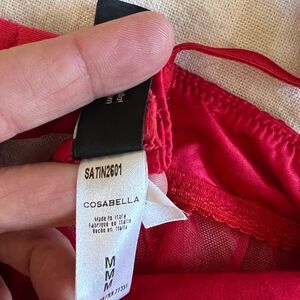 SATIN2601
COSABELLA
Made in Italy
Fabriqué en Italie
Hecho en Italia
M
M
M